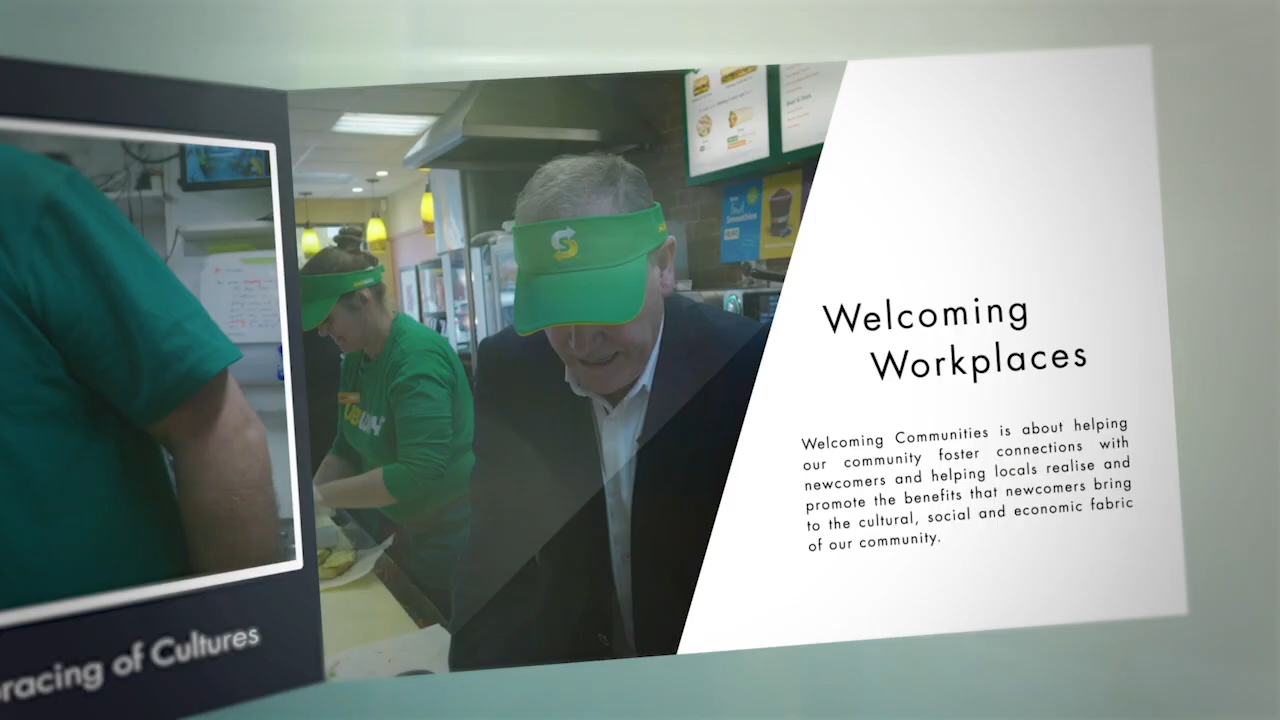 racing of Cultures
Welcoming
Workplaces
Welcoming Communities is about helping
our community foster connections with
newcomers and helping locals realise and
promote the benefits that newcomers bring
to the cultural, social and economic fabric
of our community.